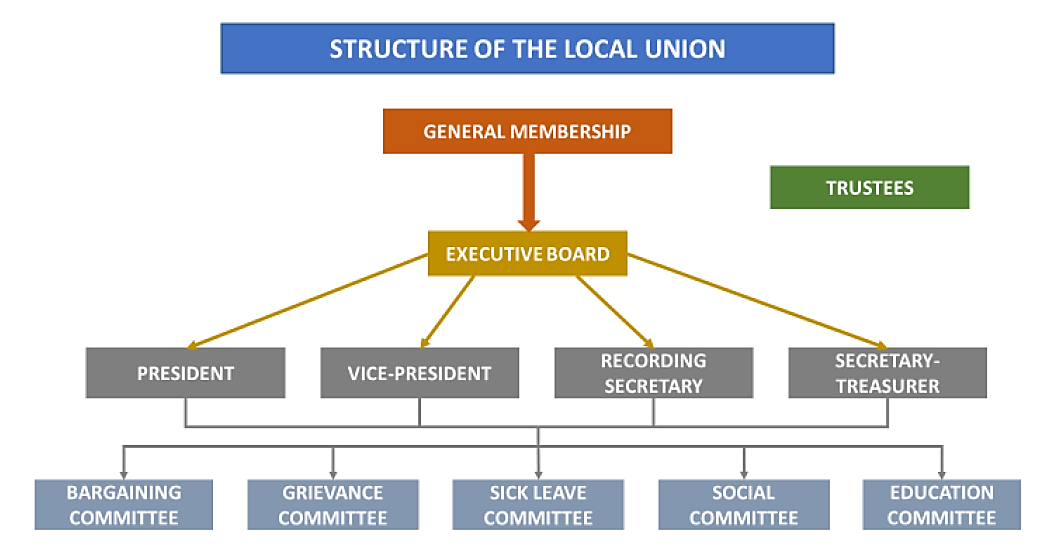 STRUCTURE OF THE LOCAL UNION
GENERAL MEMBERSHIP
TRUSTEES
EXECUTIVE BOARD
PRESIDENT
VICE-PRESIDENT
RECORDING
SECRETARY
SECRETARY-
TREASURER
BARGAINING
COMMITTEE
GRIEVANCE
COMMITTEE
SICK LEAVE
COMMITTEE
SOCIAL
COMMITTEE
EDUCATION
COMMITTEE